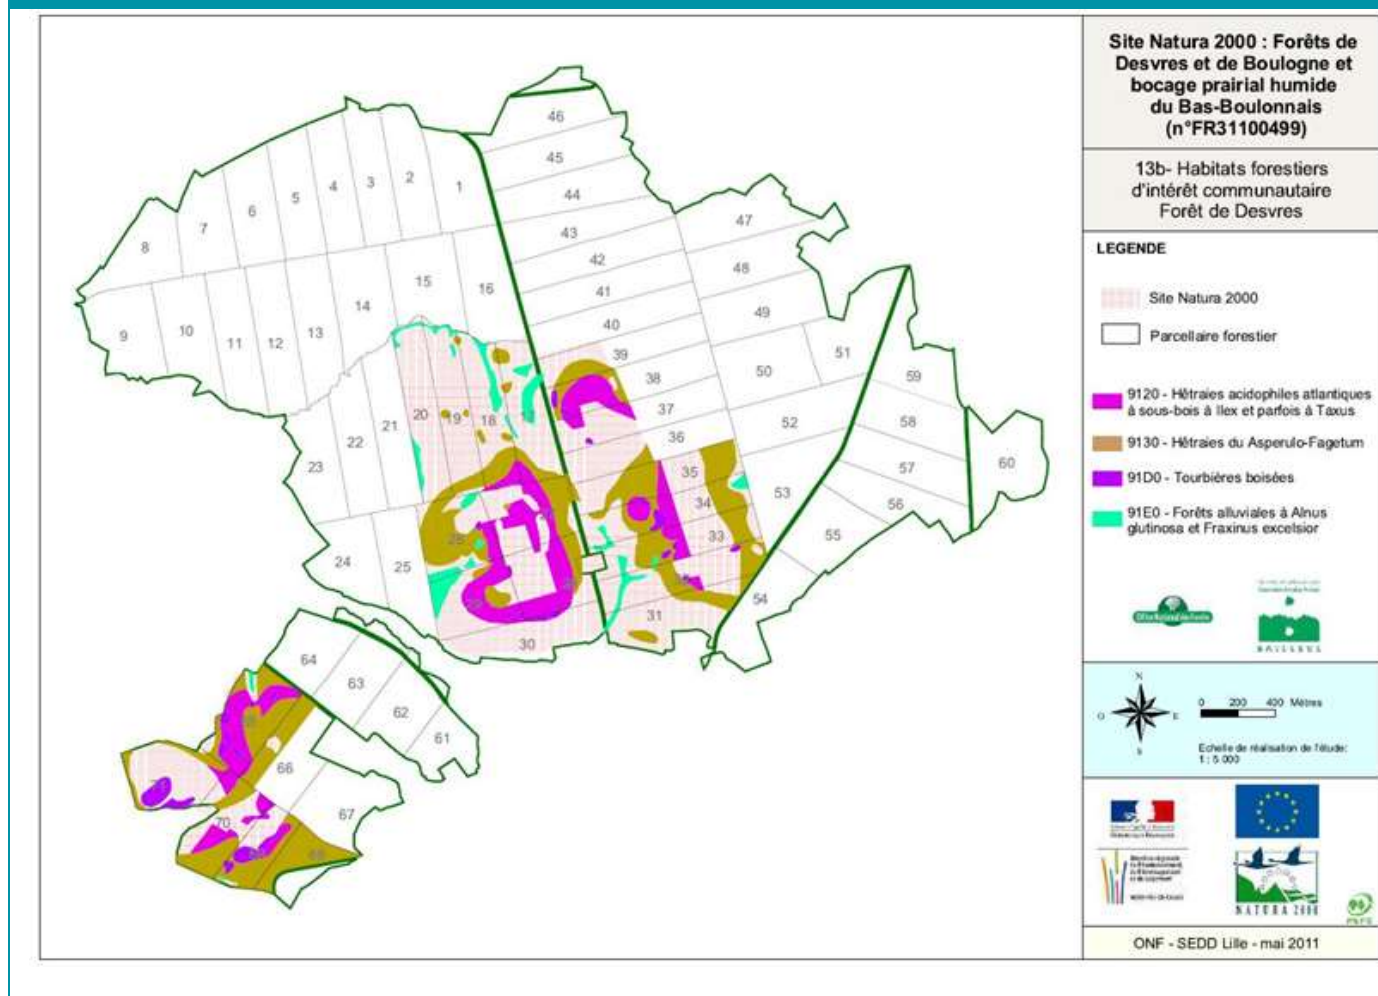 Site Natura 2000 : Forêts de
Desvres et de Boulogne et
bocage prairial humide
du Bas-Boulonnais
(n°FR31100499)
13b- Habitats forestiers
d'intérêt communautaire
Forêt de Desvres
LEGENDE
Site Natura 2000
Parcellaire forestier
9120 - Hêtraies acidophiles atlantiques
à sous-bois à Ilex et parfois à Taxus
9130 - Hêtraies du Asperulo-Fagetum
91D0 - Tourbières boisées
91E0 - Forêts alluviales à Alnus
glutinosa et Fraxinus excelsior
N
O
E
S
0 200 400 Mètres
Echelle de réalisation de l'étude:
1 : 5 000
NATURA 2000
ONF - SEDD Lille - mai 2011
46
45
44
43
42
41
40
39
38
37
36
35
34
33
31
30
1
2
3
4
5
6
7
8
9
10
11
12
13
14
15
16
18
19
20
21
22
23
24
25
47
48
49
50
51
52
53
54
55
56
57
58
59
60
61
62
63
64
66
67
70